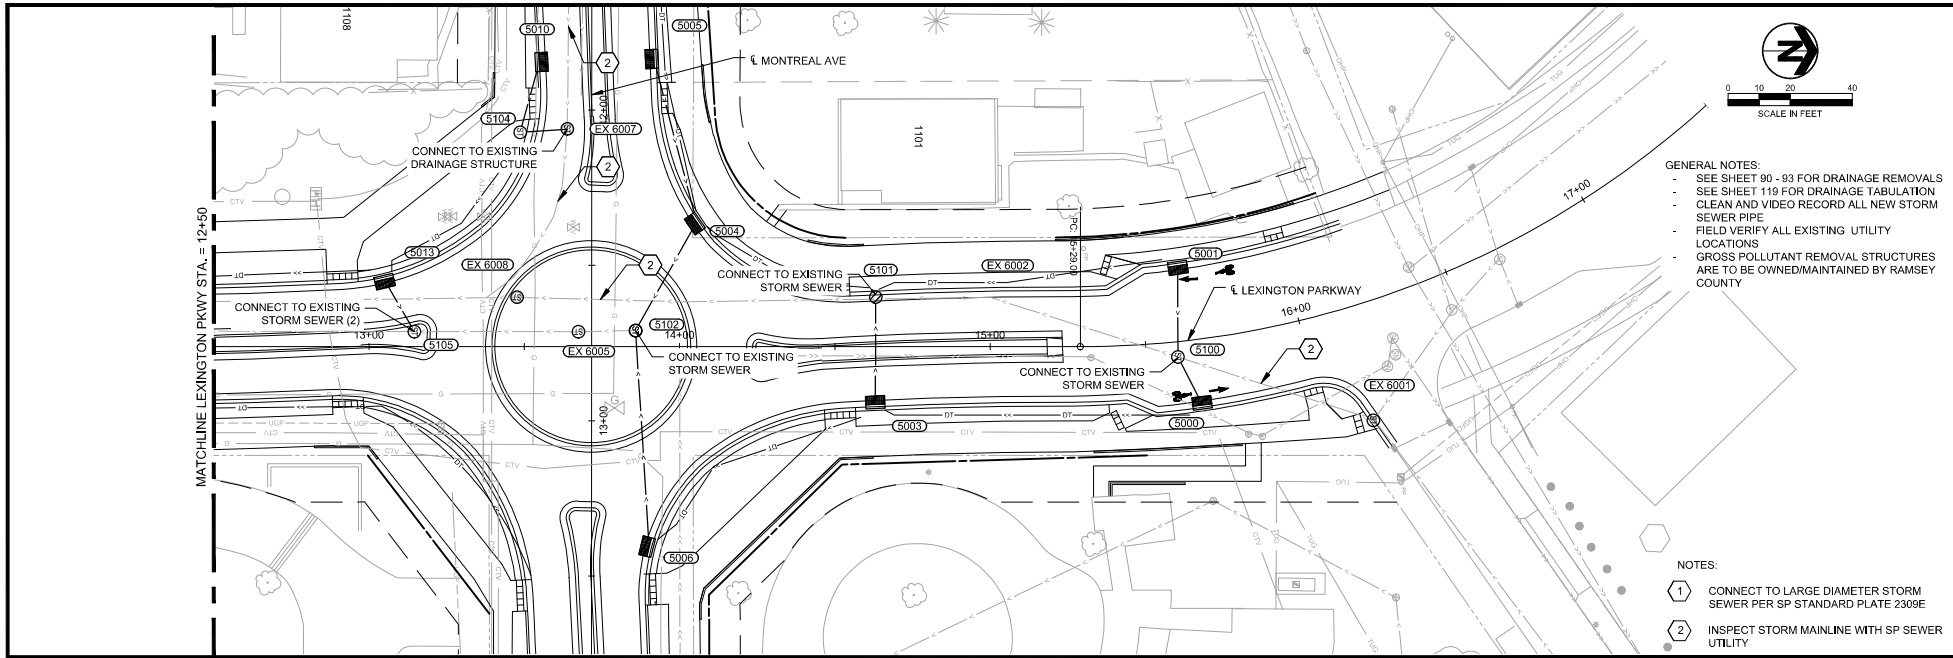 1108
5010
5005
2
℄ MONTREAL AVE
12+00
5104
EX 6007
CONNECT TO EXISTING
DRAINAGE STRUCTURE
2
1101
5004
5013
EX 6008
2
CONNECT TO EXISTING
STORM SEWER
5101
EX 6002
5001
PC: 15+29.00
℄ LEXINGTON PARKWAY
16+00
17+00
CONNECT TO EXISTING
STORM SEWER (2)
13+00
5105
EX 6005
5102
14+00
CONNECT TO EXISTING
STORM SEWER
15+00
5100
CONNECT TO EXISTING
STORM SEWER
2
EX 6001
13+00
5003
5000
5006
MATCHLINE LEXINGTON PKWY STA. = 12+50
N
0 10 20 40
SCALE IN FEET
GENERAL NOTES:
- SEE SHEET 90 - 93 FOR DRAINAGE REMOVALS
- SEE SHEET 119 FOR DRAINAGE TABULATION
- CLEAN AND VIDEO RECORD ALL NEW STORM
SEWER PIPE
- FIELD VERIFY ALL EXISTING UTILITY
LOCATIONS
- GROSS POLLUTANT REMOVAL STRUCTURES
ARE TO BE OWNED/MAINTAINED BY RAMSEY
COUNTY
NOTES:
1 CONNECT TO LARGE DIAMETER STORM
SEWER PER SP STANDARD PLATE 2309E
2 INSPECT STORM MAINLINE WITH SP SEWER
UTILITY